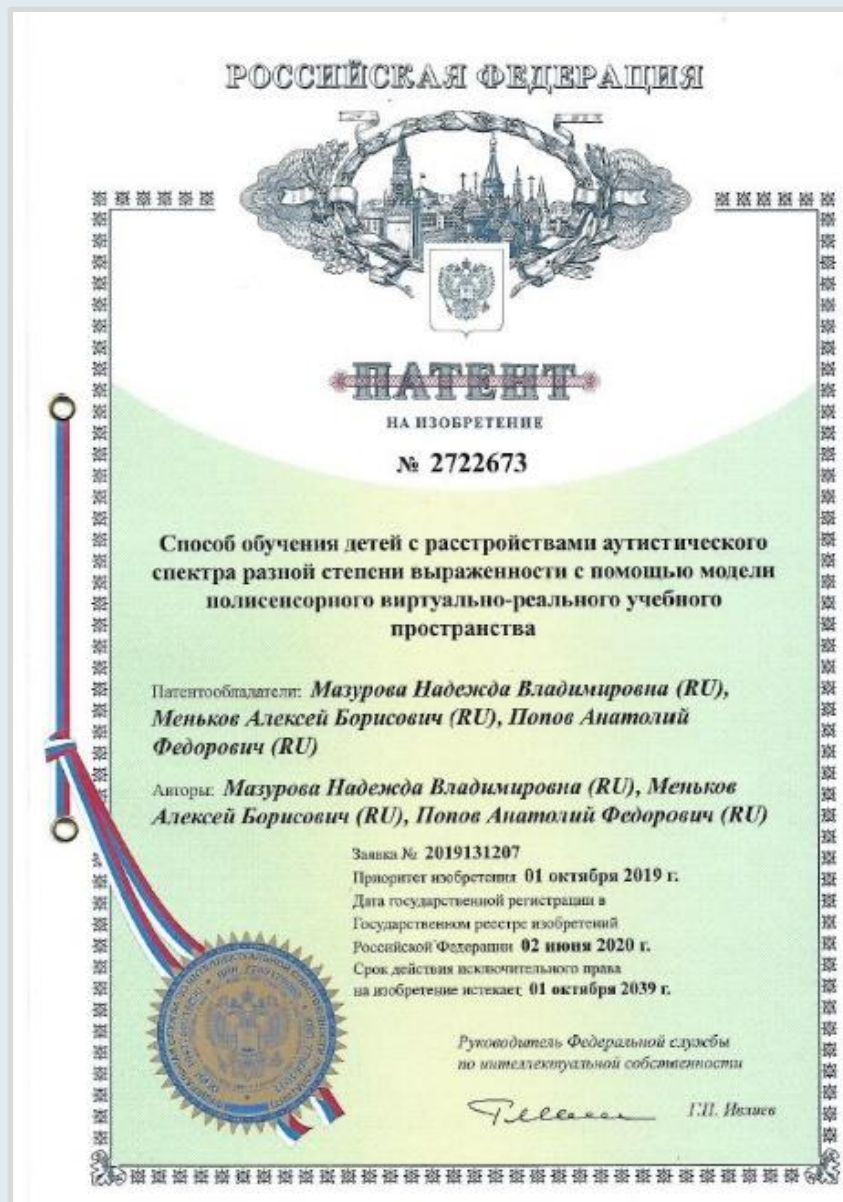 РОССИЙСКАЯ ФЕДЕРАЦИЯ
ПАТЕНТ
НА ИЗОБРЕТЕНИЕ
№ 2722673
Способ обучения детей с расстройствами аутистического
спектра разной степени выраженности с помощью модели
полисенсорного виртуально-реального учебного
пространства
Патентообладатели: Мазурова Надежда Владимировна (RU),
Меньков Алексей Борисович (RU), Попов Анатолий
Федорович (RU)
Авторы: Мазурова Надежда Владимировна (RU), Меньков
Алексей Борисович (RU), Попов Анатолий Федорович (RU)
Заявка № 2019131207
Приоритет изобретения 01 октября 2019 г.
Дата государственной регистрации в
Государственном реестре изобретений
Российской Федерации 02 июня 2020 г.
Срок действия исключительного права
на изобретение истекает 01 октября 2039 г.
Руководитель Федеральной службы
по интеллектуальной собственности
Г.П. Ивлиев